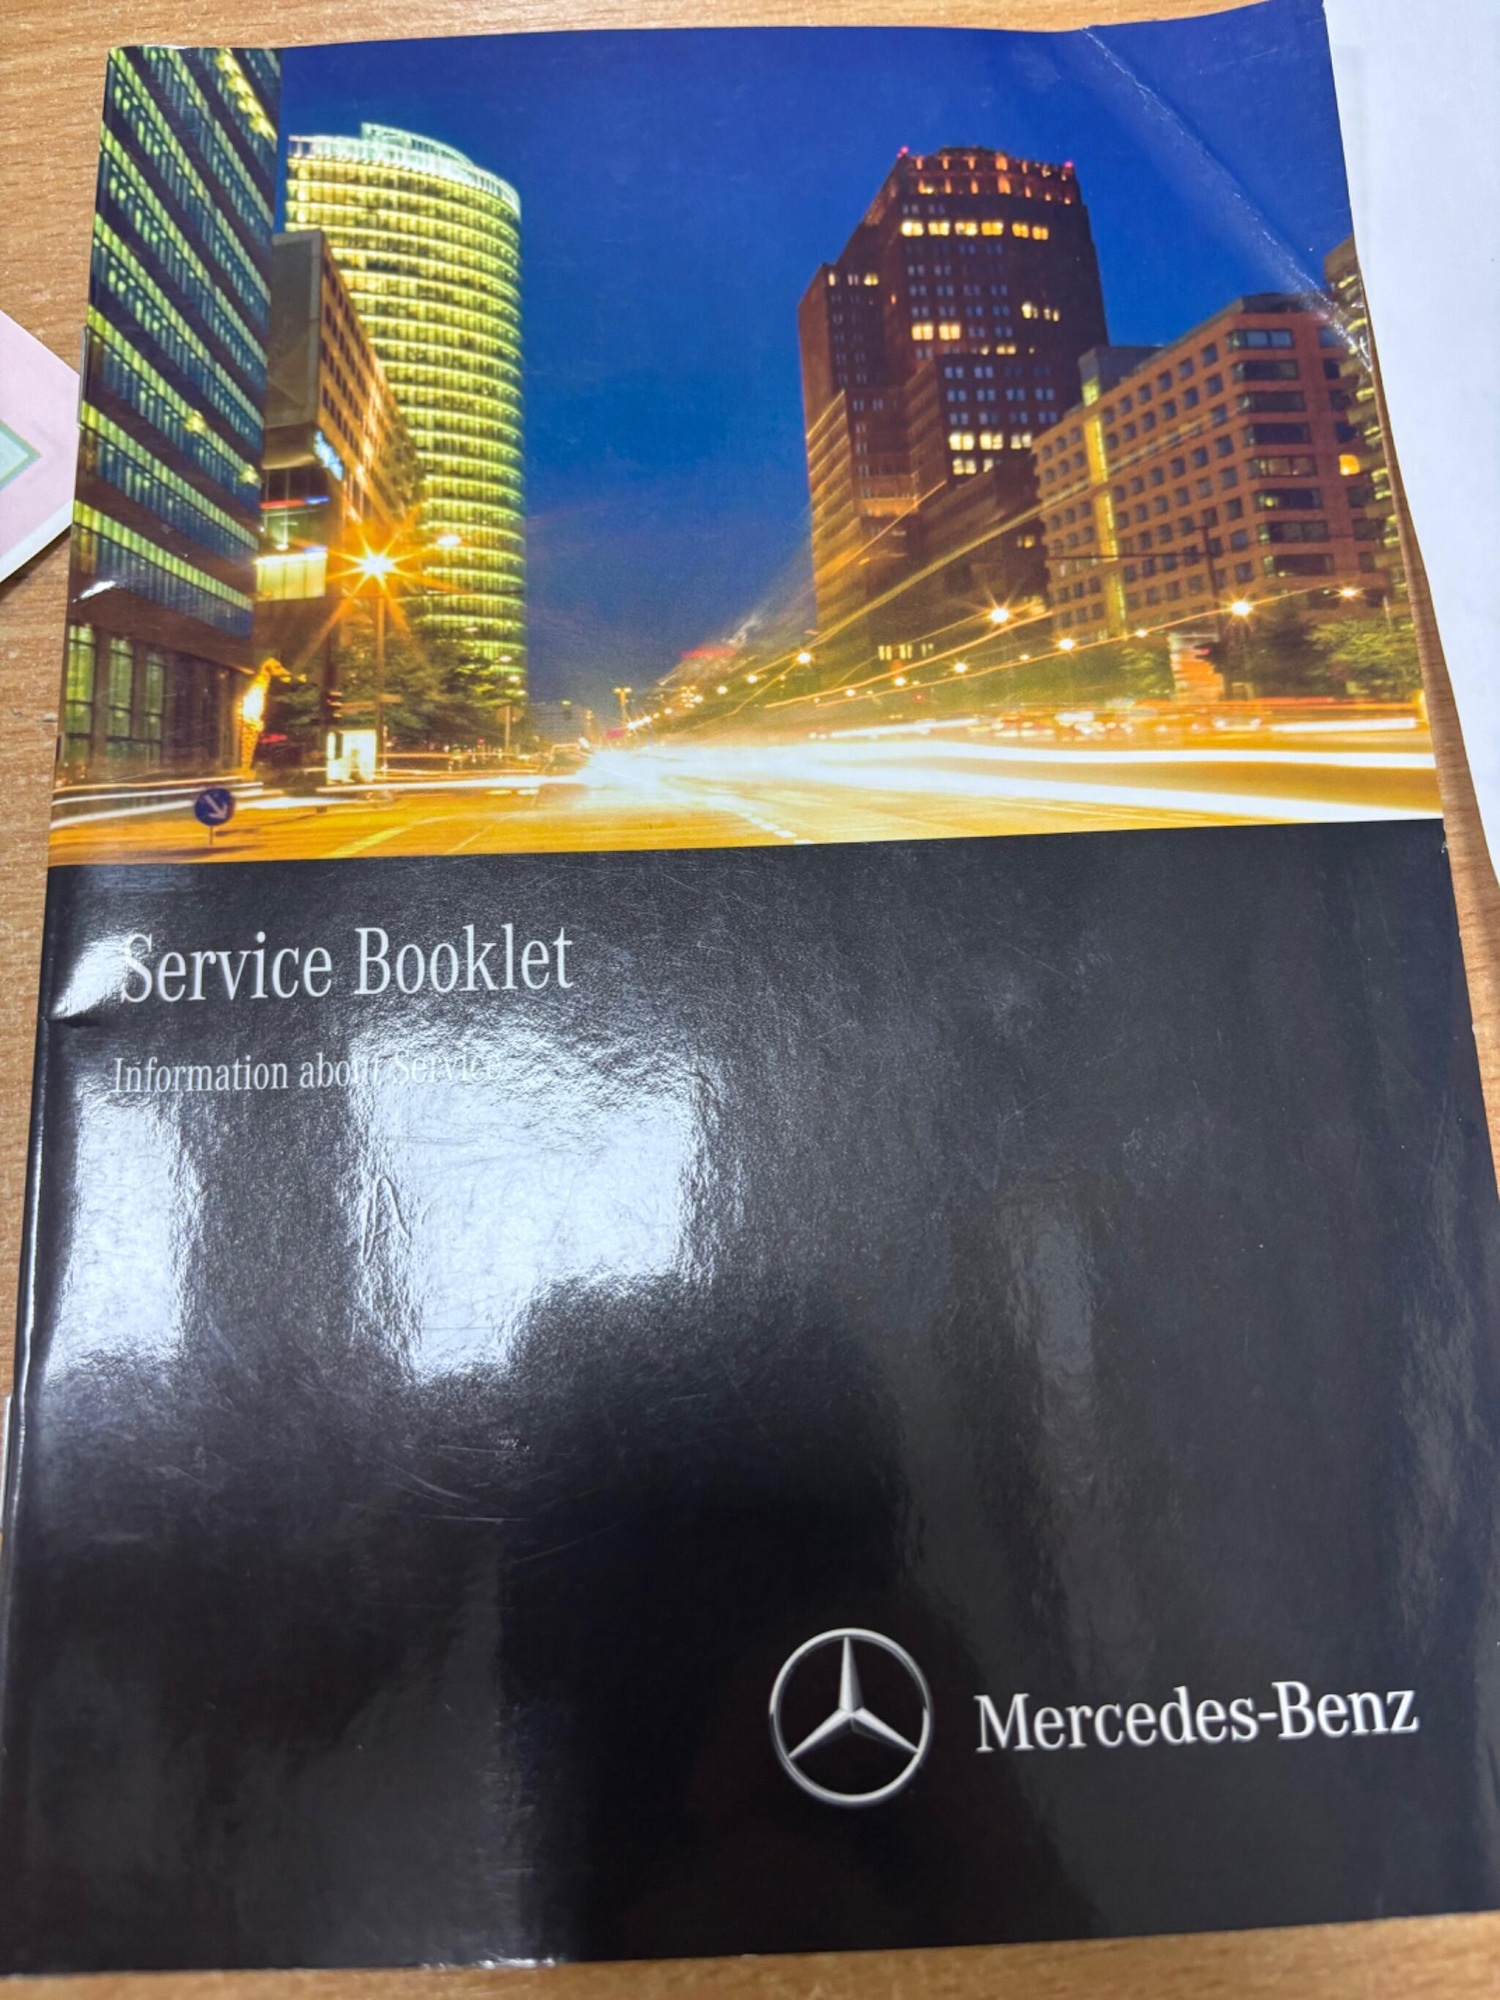 Service Booklet
Information about Service
Mercedes-Benz